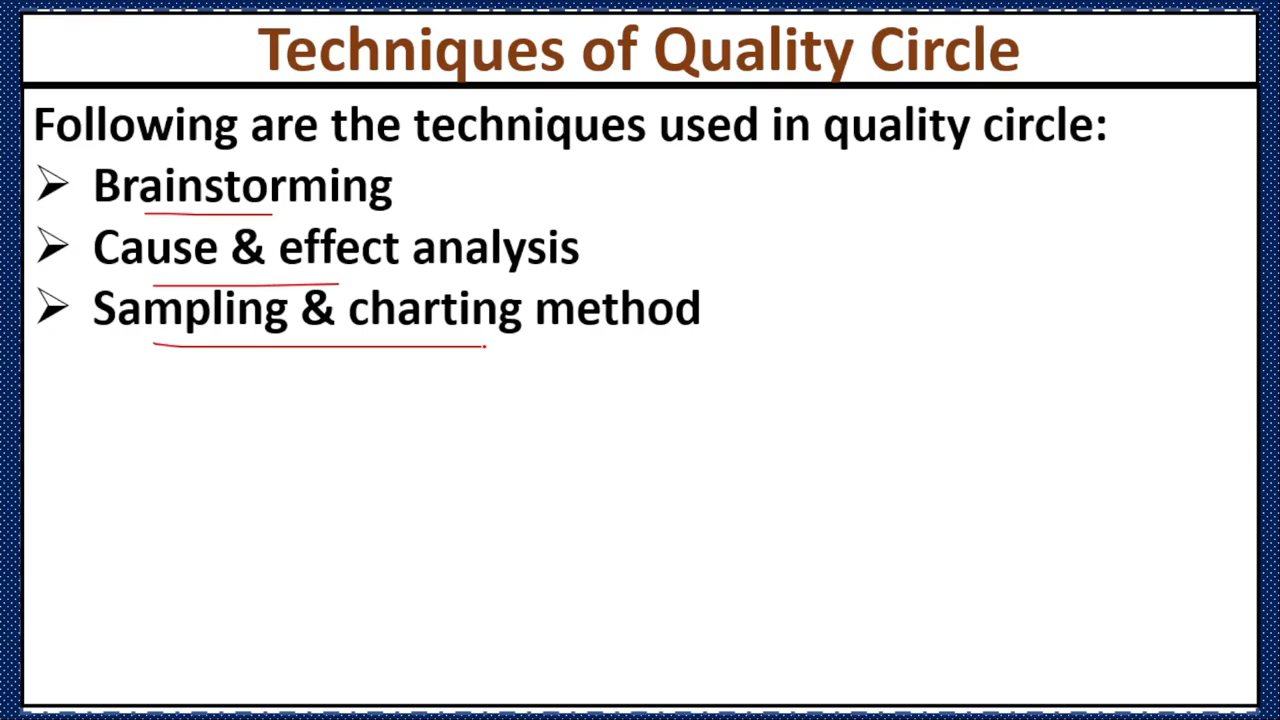 Techniques of Quality Circle
Following are the techniques used in quality circle:
➢ Brainstorming
➢ Cause & effect analysis
➢ Sampling & charting method